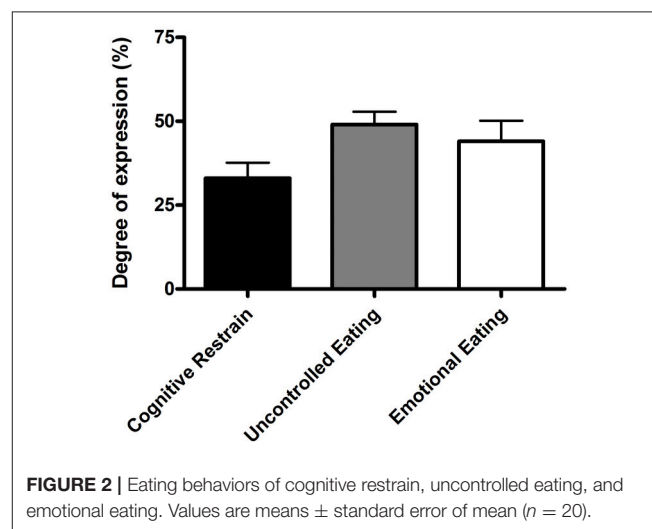 Degree of expression (%)
75
50
25
0
Cognitive Restrain
Uncontrolled Eating
Emotional Eating
FIGURE 2 | Eating behaviors of cognitive restrain, uncontrolled eating, and
emotional eating. Values are means ± standard error of mean (n = 20).